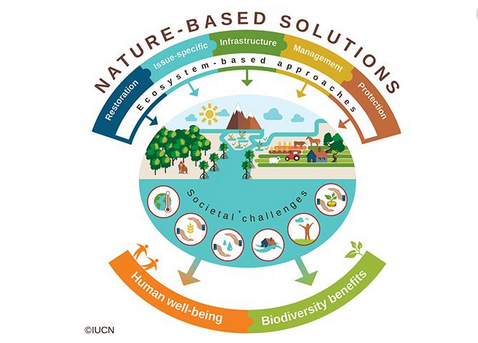 NATURE-BASED SOLUTIONS
Restoration
Issue-specific
Infrastructure
Management
Protection
Ecosystem-based approaches
Societal challenges
Human well-being
Biodiversity benefits
©IUCN